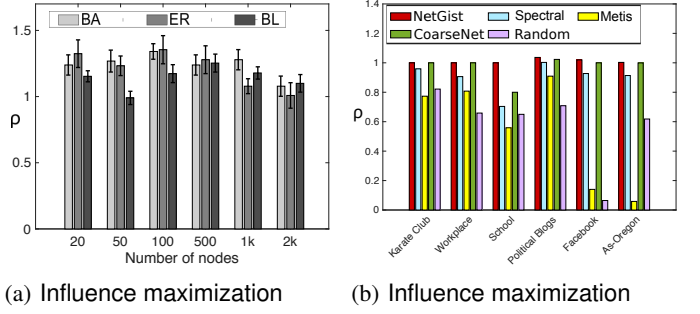 BA ER BL
1.5
1
0.5
0
ρ
20 50 100 500 1k 2k
Number of nodes
(a) Influence maximization
NetGist Spectral Metis
CoarseNet Random
1.4
1.2
1
0.8
0.6
0.4
0.2
0
ρ
Karate Club
Workplace
School
Political Blogs
Facebook
As-Oregon
(b) Influence maximization